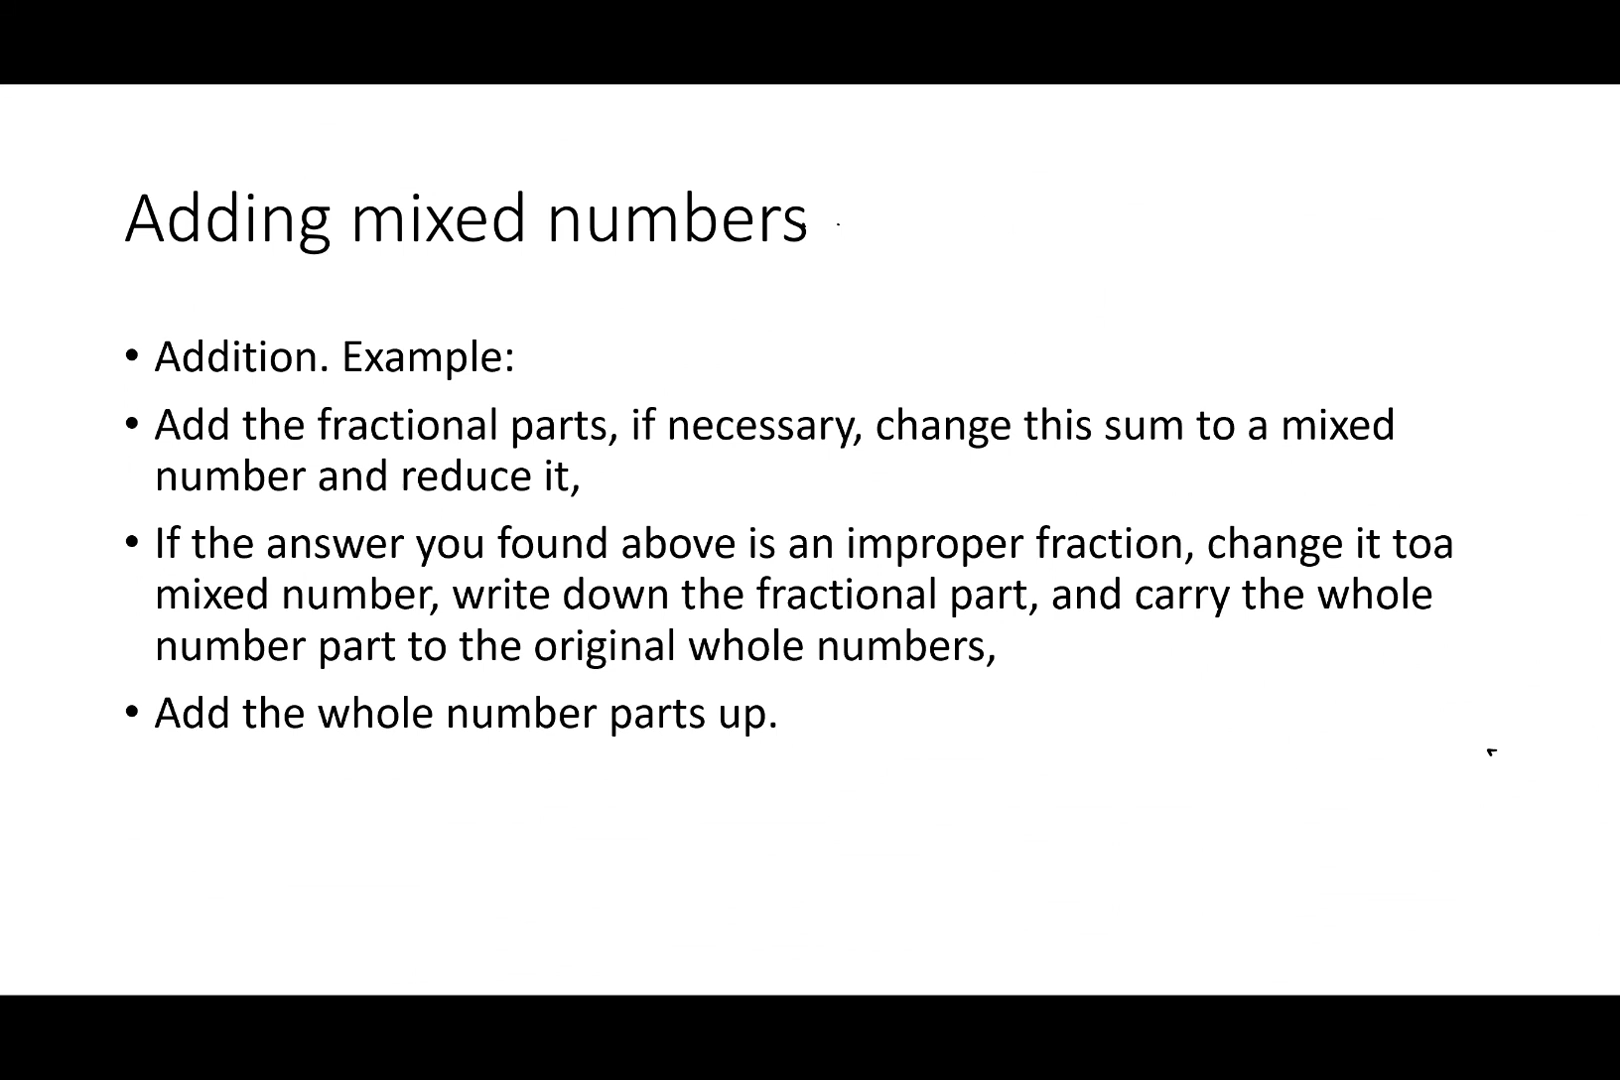 Adding mixed numbers
• Addition. Example:
• Add the fractional parts, if necessary, change this sum to a mixed
number and reduce it,
• If the answer you found above is an improper fraction, change it toa
mixed number, write down the fractional part, and carry the whole
number part to the original whole numbers,
• Add the whole number parts up.